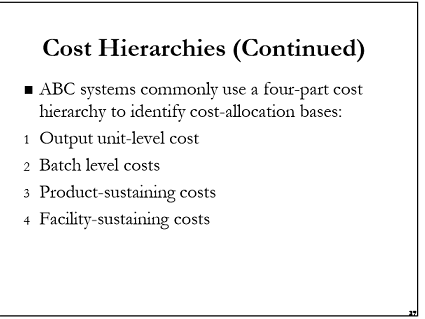 Cost Hierarchies (Continued)
■ ABC systems commonly use a four-part cost
hierarchy to identify cost-allocation bases:
1 Output unit-level cost
2 Batch level costs
3 Product-sustaining costs
4 Facility-sustaining costs